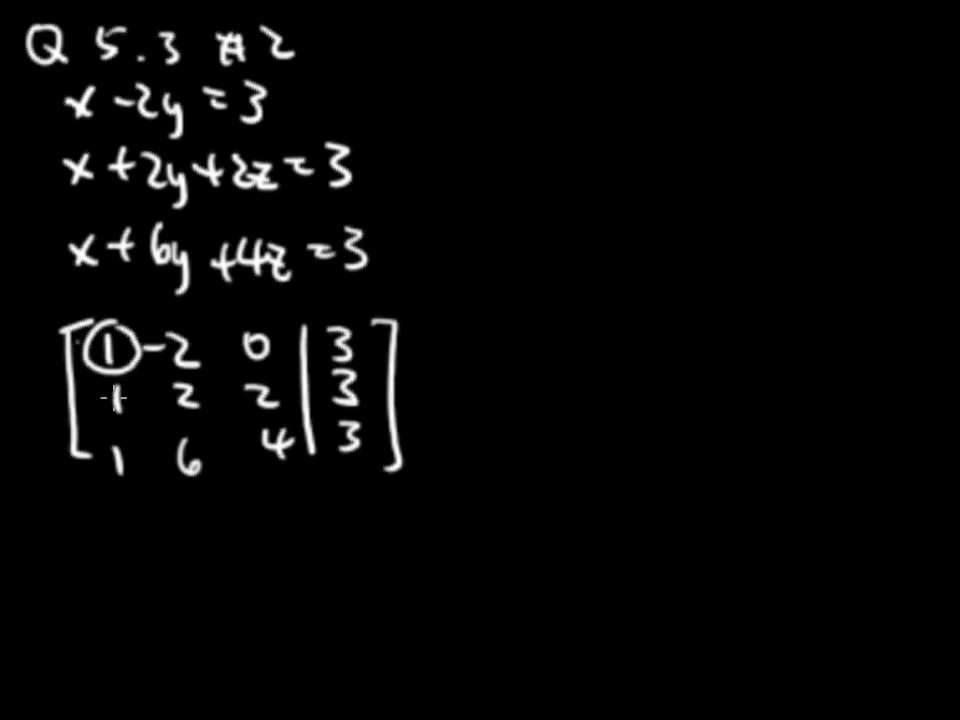 Q 5.3 #2
x - 2y = 3
x + 2y + 2z = 3
x + 6y + 4z = 3
[ 1 -2 0 | 3 ]
1 2 2 | 3
1 6 4 | 3